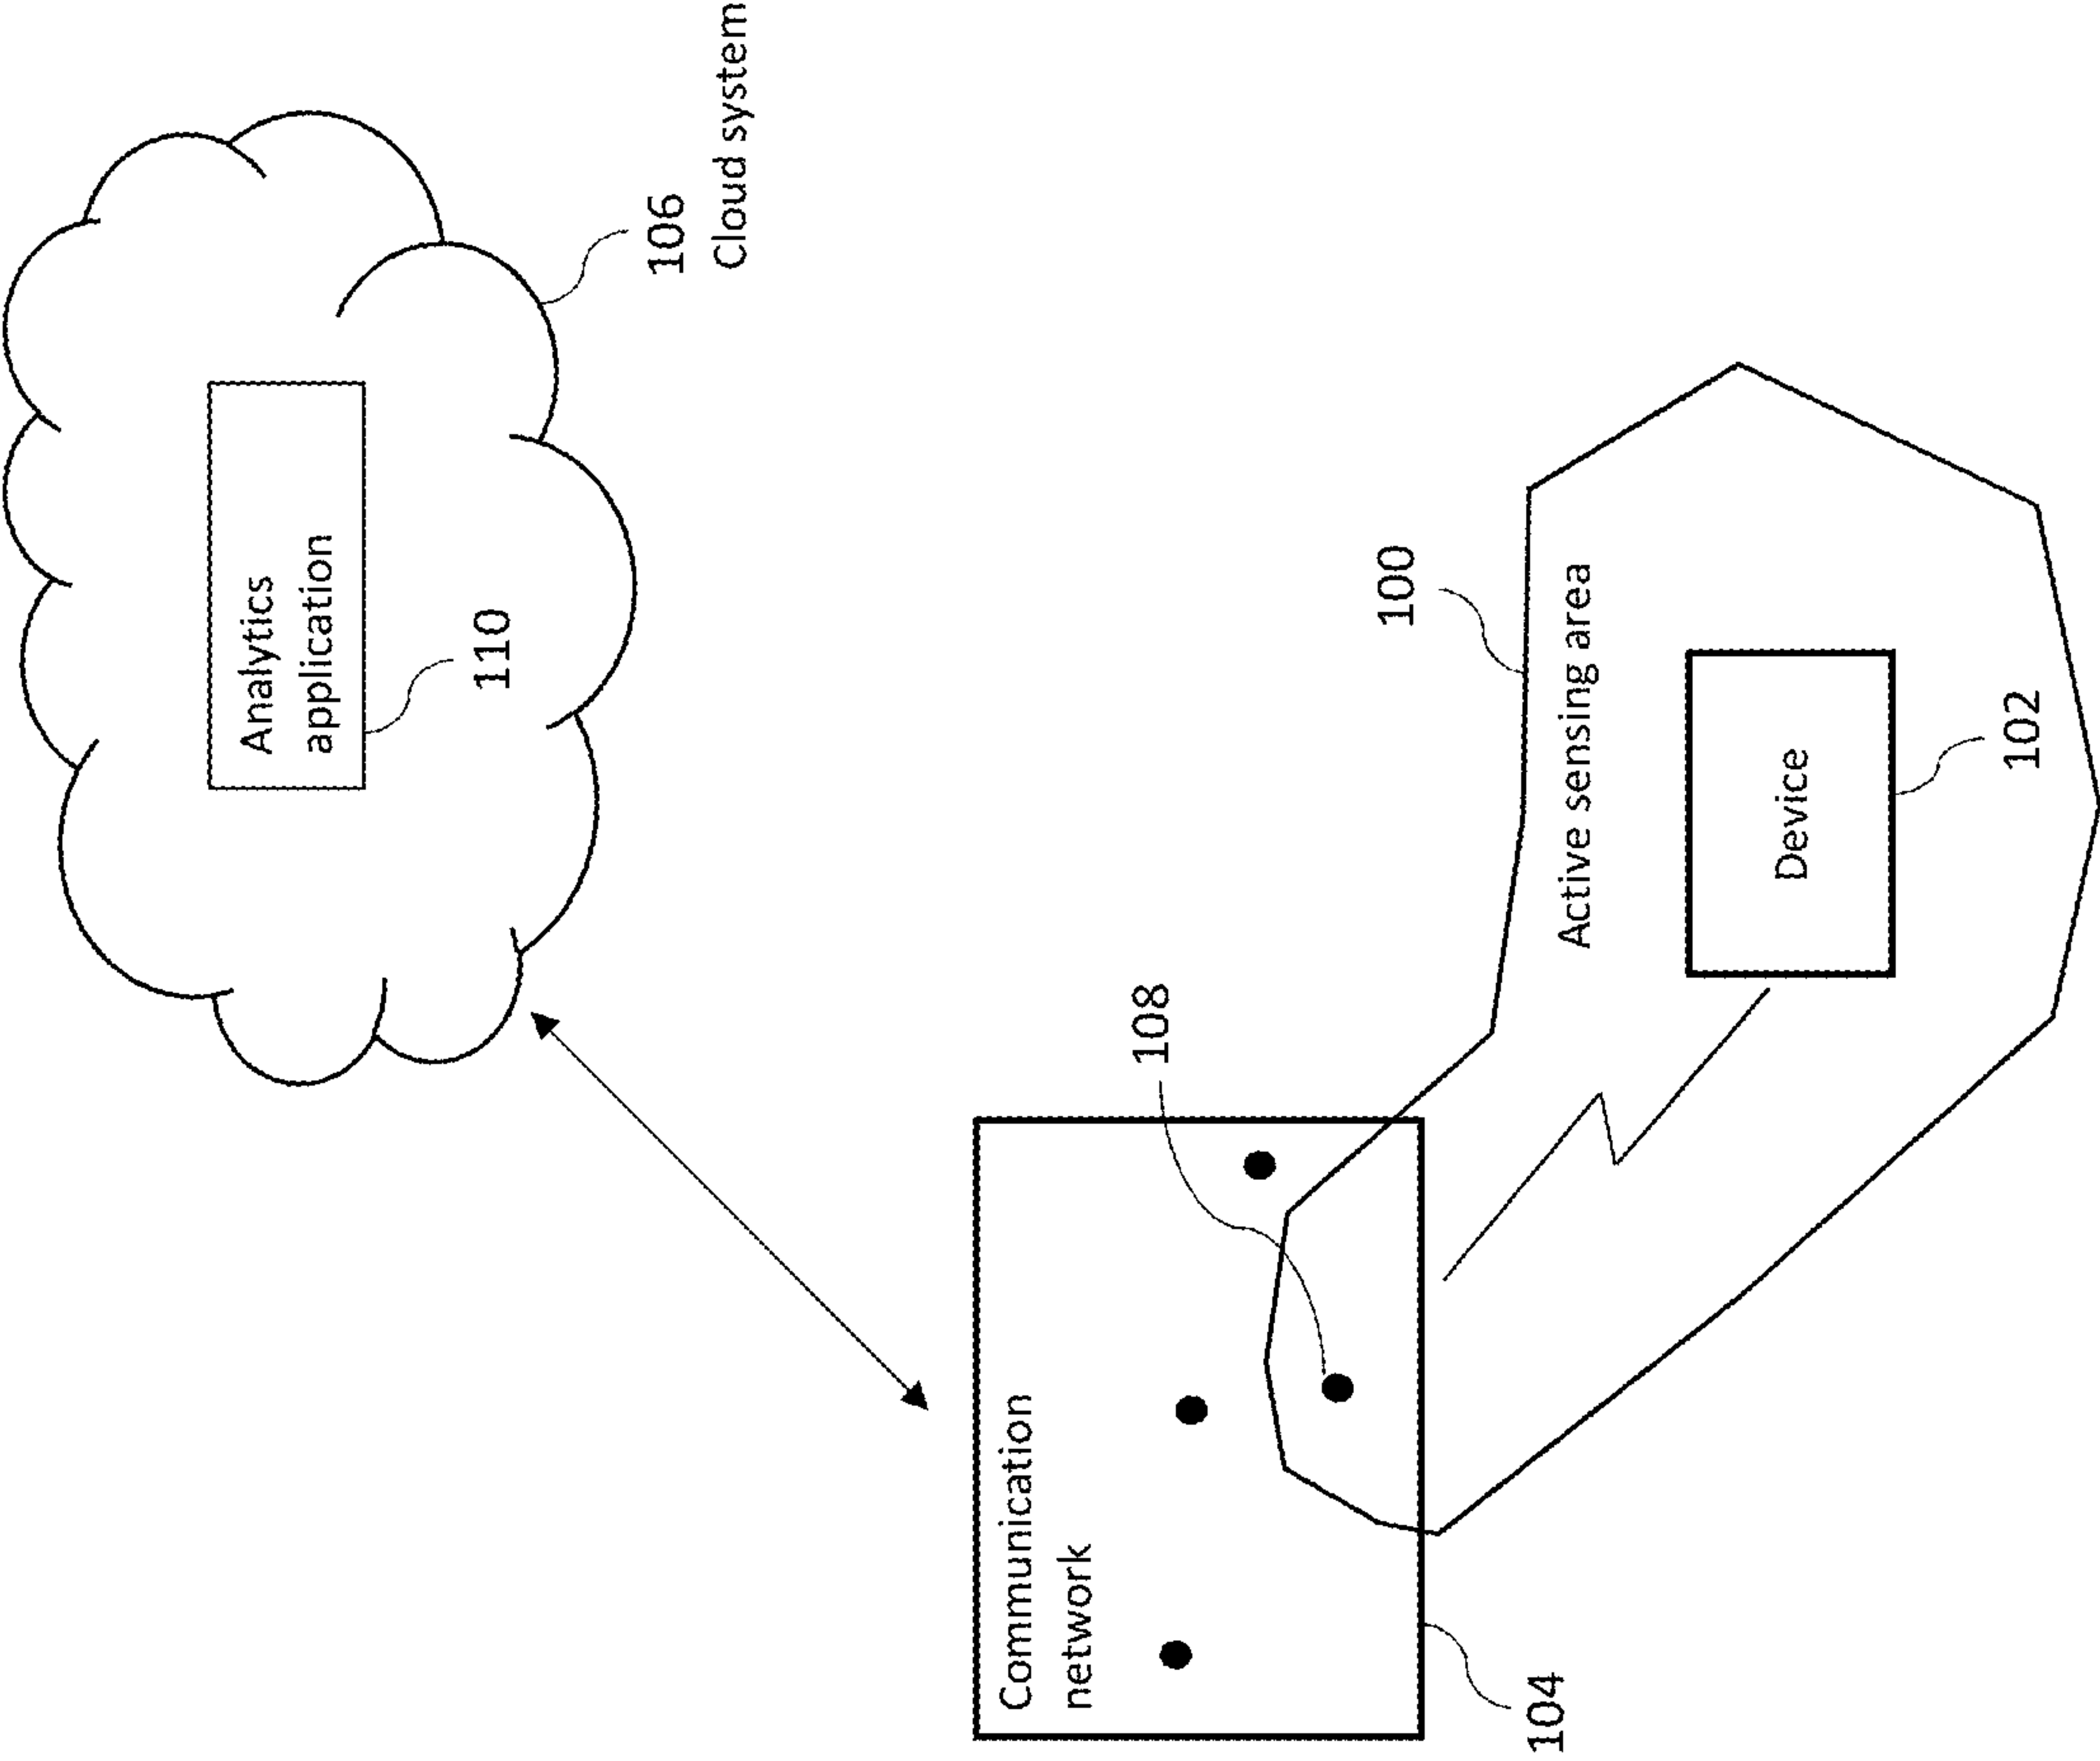 Cloud system
106
Analytics
application
110
108
Communication
network
104
100
Active sensing area
Device
102